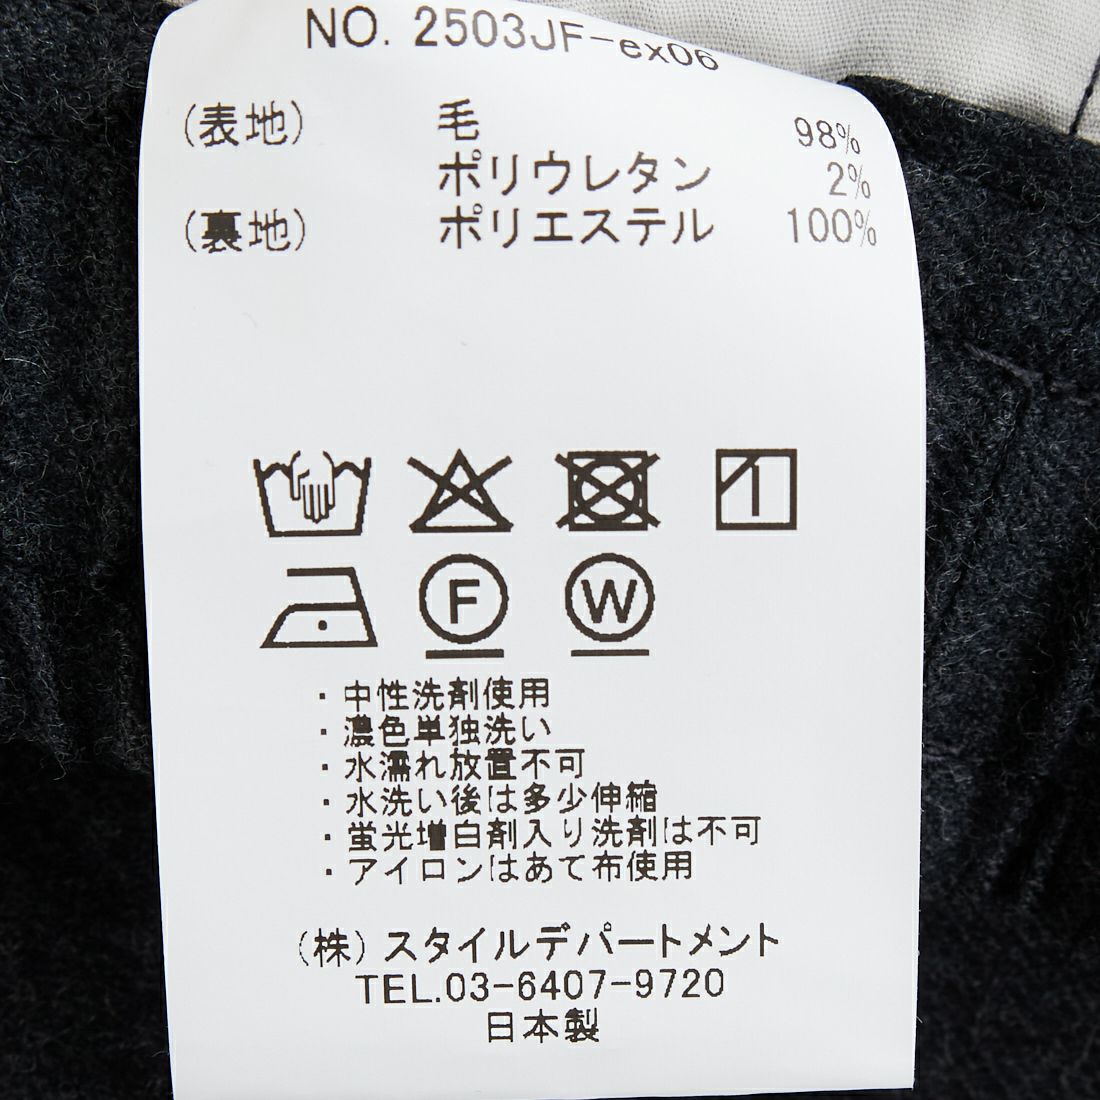 NO. 2503JF-ex06
(表地) 毛 98%
ポリウレタン 2%
(裏地) ポリエステル 100%
F W
・中性洗剤使用
・濃色単独洗い
・水濡れ放置不可
・水洗い後は多少伸縮
・蛍光増白剤入り洗剤は不可
・アイロンはあて布使用
(株)スタイルデパートメント
TEL.03-6407-9720
日本製